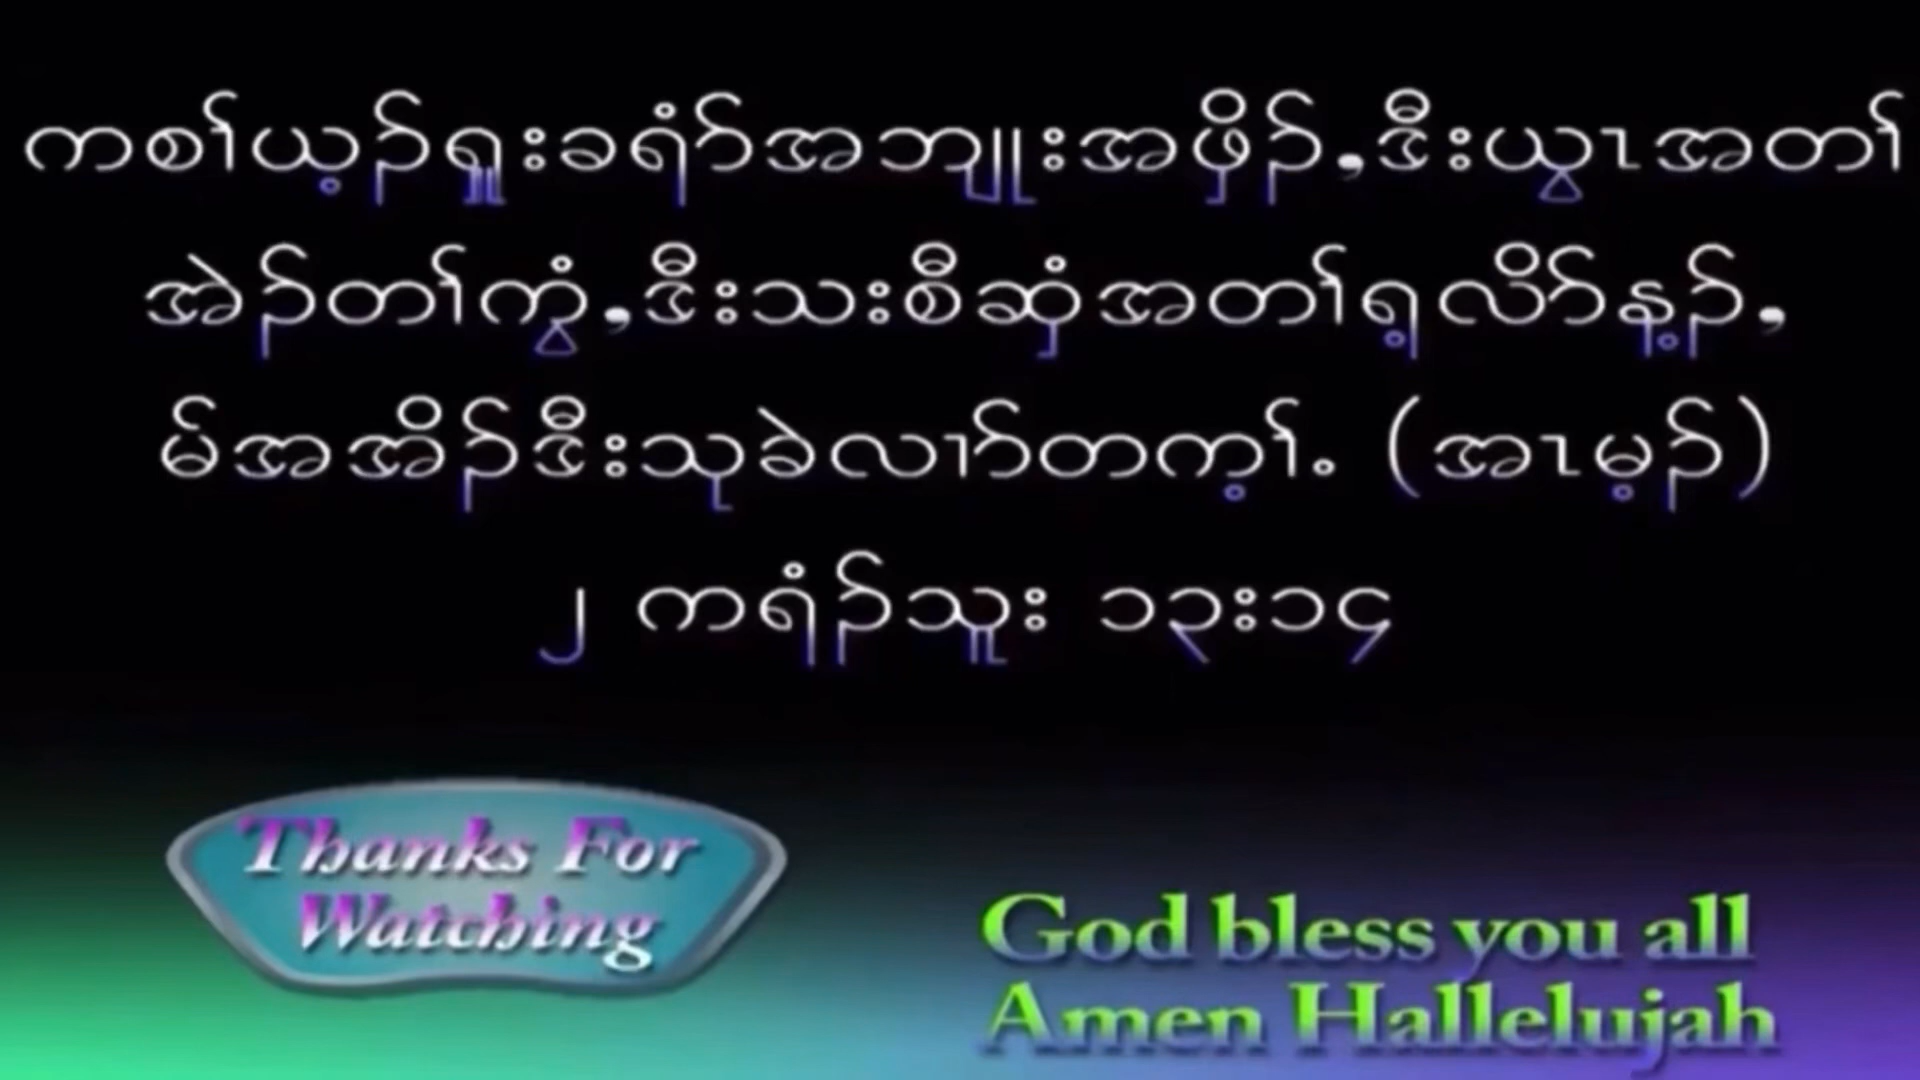 ကစၢ်ယ့ၣ်ရှူးခရံာ်အဘျုးအဖှိၣ်,ဒီးယွၤအတၢ်
အဲၣ်တၢ်ကွံ,ဒီးသးစီဆှံအတၢ်ရ့လိာ်န့ၣ်,
မ်အအိၣ်ဒီးသုခဲလၢာ်တက့ၢ်. (အၤမ့ၣ်)
၂ ကရံၣ်သူး ၁၃း၁၄
Thanks For
Watching
God bless you all
Amen Hallelujah